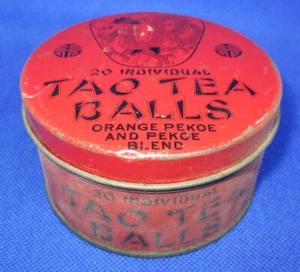 20 INDIVIDUAL
TAO TEA
BALLS
ORANGE PEKOE
AND PEKOE
BLEND
20 INDIVIDUAL
TAO TEA
BALLS